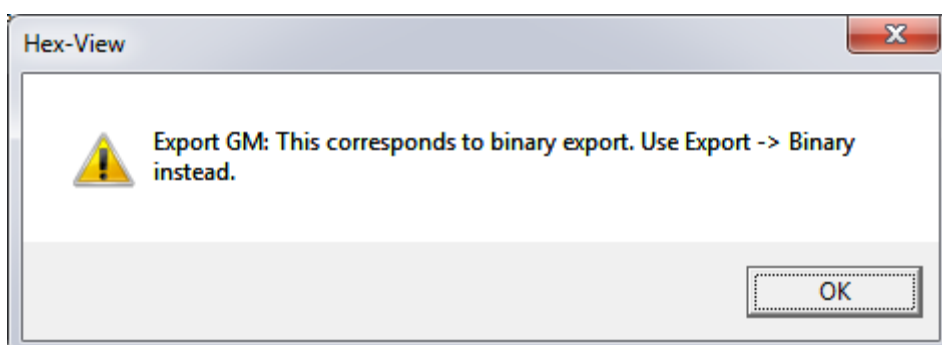 Hex-View
Export GM: This corresponds to binary export. Use Export -> Binary
instead.
OK